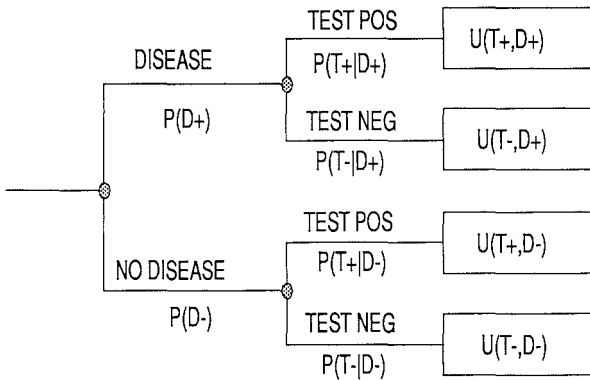 TEST POS
U(T+,D+)
DISEASE
P(T+|D+)
P(D+)
TEST NEG
U(T-,D+)
P(T-|D+)
TEST POS
U(T+,D-)
NO DISEASE
P(T+|D-)
P(D-)
TEST NEG
U(T-,D-)
P(T-|D-)